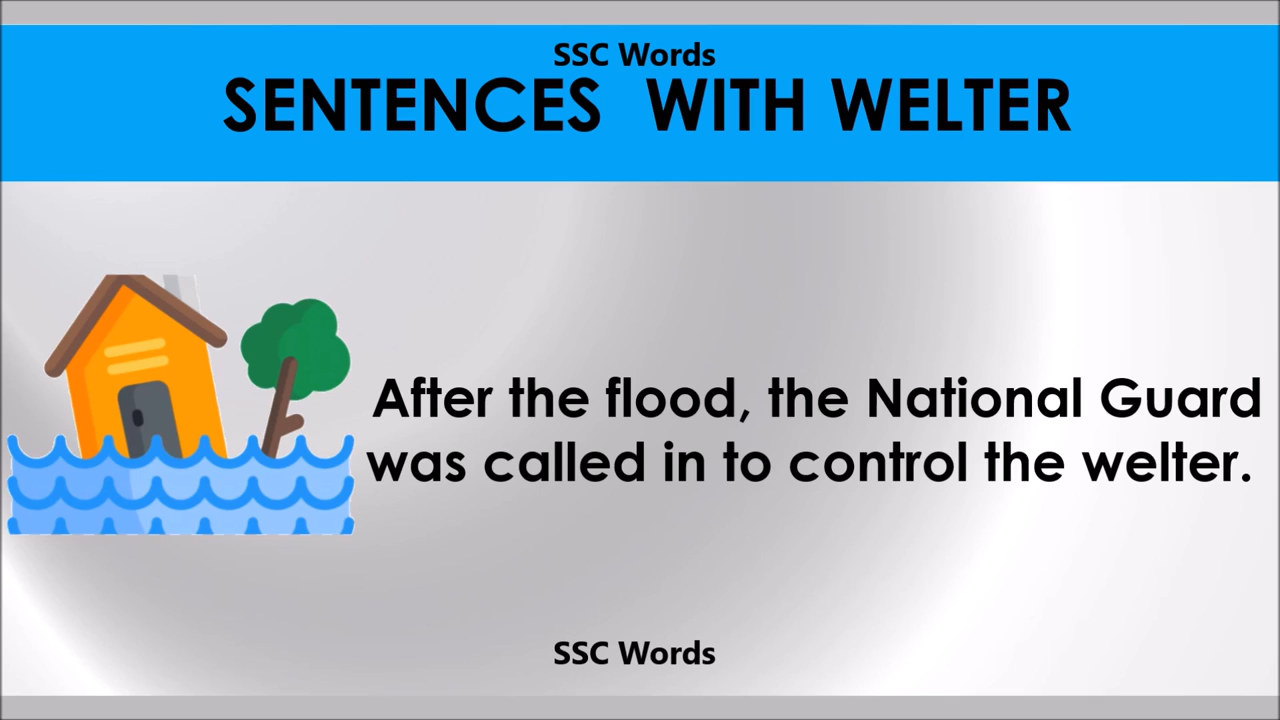 SSC Words
SENTENCES WITH WELTER
After the flood, the National Guard
was called in to control the welter.
SSC Words